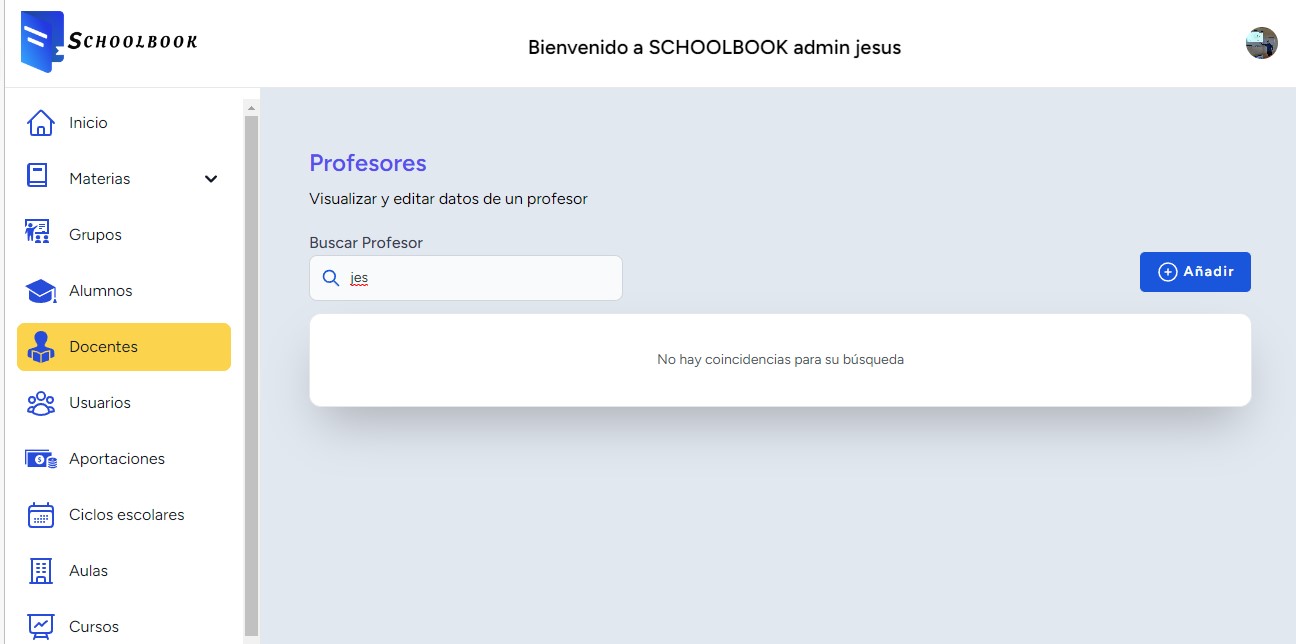 SCHOOLBOOK
Bienvenido a SCHOOLBOOK admin jesus
Inicio
Materias
Grupos
Alumnos
Docentes
Usuarios
Aportaciones
Ciclos escolares
Aulas
Cursos
Profesores
Visualizar y editar datos de un profesor
Buscar Profesor
jes
Añadir
No hay coincidencias para su búsqueda